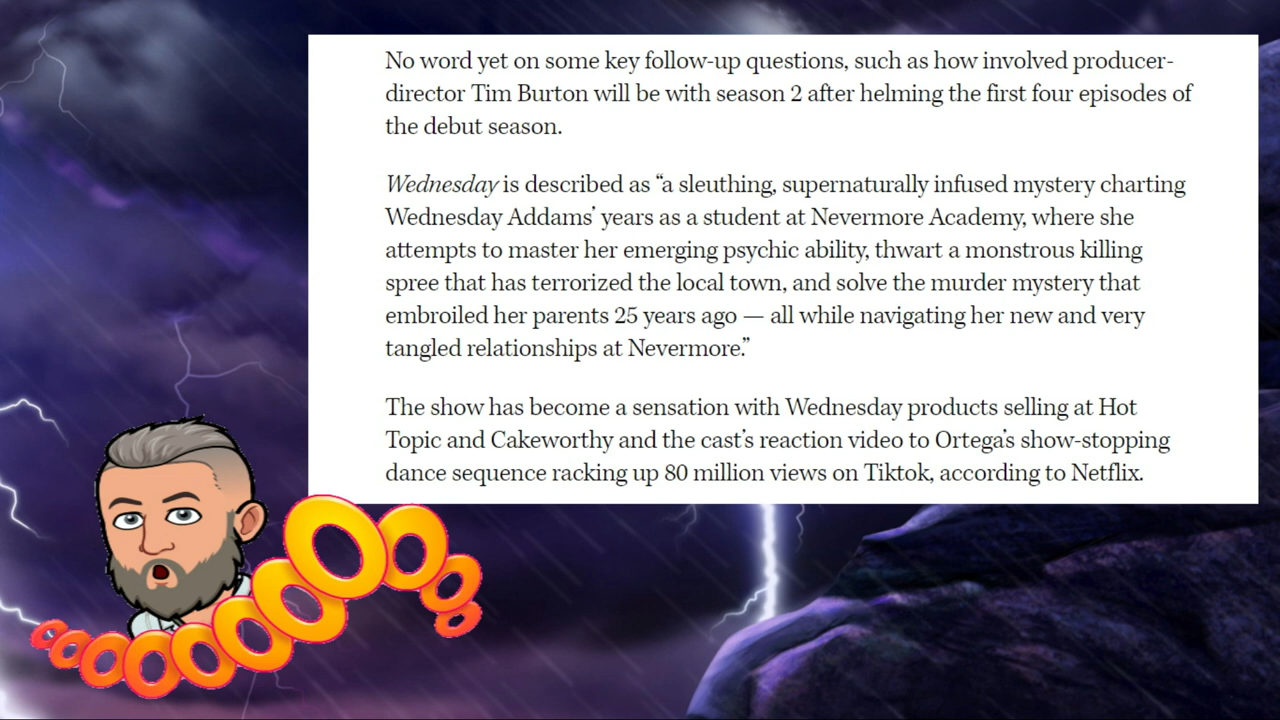 No word yet on some key follow-up questions, such as how involved producer-
director Tim Burton will be with season 2 after helming the first four episodes of
the debut season.
Wednesday is described as “a sleuthing, supernaturally infused mystery charting
Wednesday Addams’ years as a student at Nevermore Academy, where she
attempts to master her emerging psychic ability, thwart a monstrous killing
spree that has terrorized the local town, and solve the murder mystery that
embroiled her parents 25 years ago — all while navigating her new and very
tangled relationships at Nevermore.”
The show has become a sensation with Wednesday products selling at Hot
Topic and Cakeworthy and the cast’s reaction video to Ortega’s show-stopping
dance sequence racking up 80 million views on Tiktok, according to Netflix.
OOOOOOOOOOO